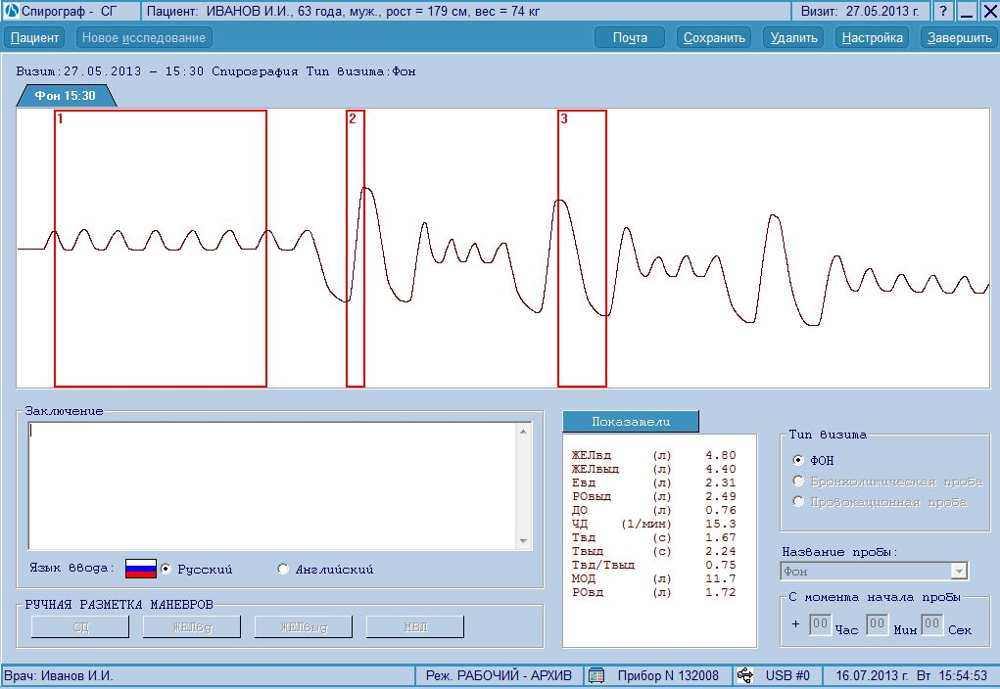 Спирограф - СГ
Пациент: ИВАНОВ И.И., 63 года, муж., рост = 179 см, вес = 74 кг
Визит: 27.05.2013 г.
?
Пациент
Новое исследование
Почта
Сохранить
Удалить
Настройка
Завершить
Визит:27.05.2013 - 15:30 Спирография Тип визита:Фон
Фон 15:30
1
2
3
Заключение
Язык ввода:
Русский
Английский
РУЧНАЯ РАЗМЕТКА МАНЕВРОВ
СД
ЖЕЛвд
ЖЕЛвыд
МВЛ
Показатели
ЖЕЛвд (л) 4.80
ЖЕЛвыд (л) 4.40
Евд (л) 2.31
РОвыд (л) 2.49
ДО (л) 0.76
ЧД (1/мин) 15.3
Твд (с) 1.67
Твыд (с) 2.24
Твд/Твыд 0.75
МОД (л) 11.7
РОвд (л) 1.72
Тип визита
ФОН
Бронхолитическая проба
Провокационная проба
Название пробы:
Фон
С момента начала пробы
+ 00 Час 00 Мин 00 Сек
Врач: Иванов И.И.
Реж. РАБОЧИЙ - АРХИВ
Прибор N 132008
USB #0
16.07.2013 г. Вт 15:54:53